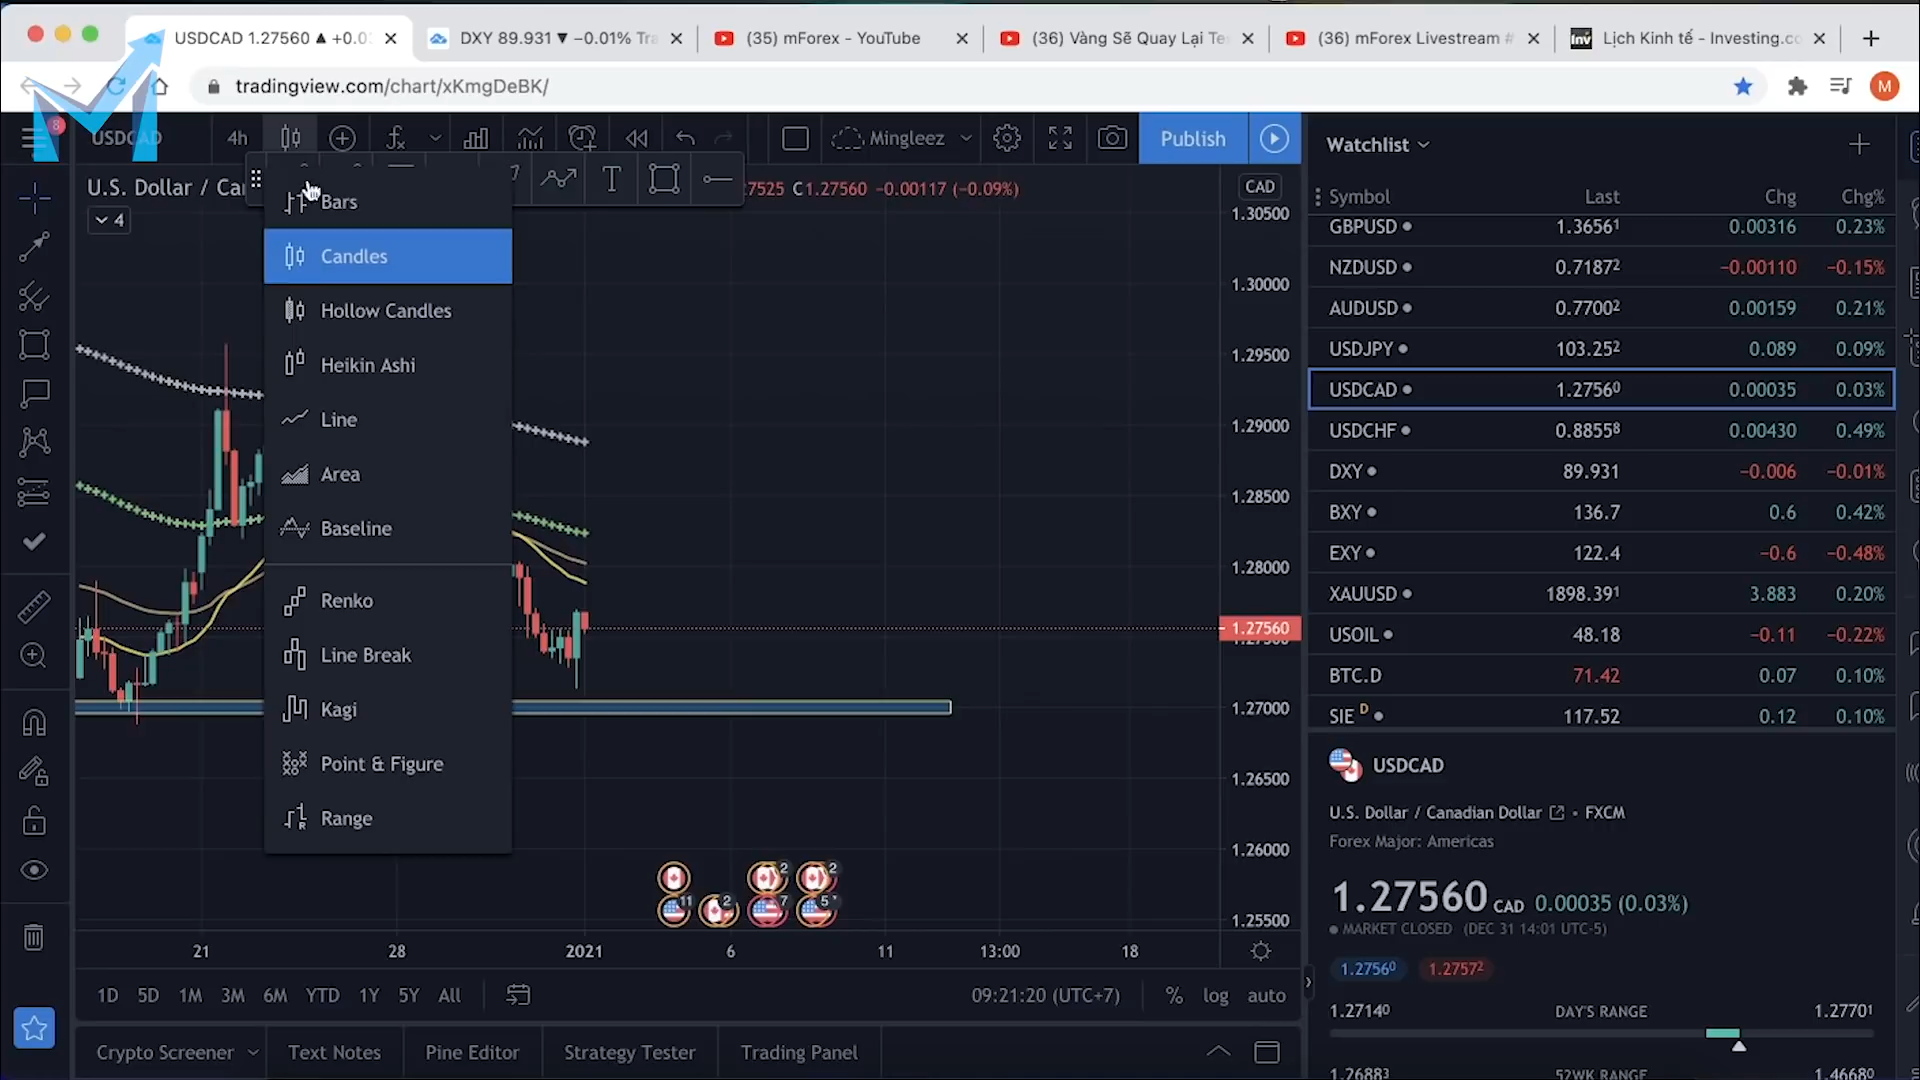 USDCAD 1.27560 ▲ +0.0
DXY 89.931 ▼ −0.01% Tra
(35) mForex - YouTube
(36) Vàng Sẽ Quay Lại Te
(36) mForex Livestream #
Inv
Lịch Kinh tế - Investing.co
tradingview.com/chart/xKmgDeBK/
M
8
USDCAD
4h
Mingleez
Publish
U.S. Dollar / Ca
7525 C1.27560 −0.00117 (−0.09%)
4
T
Bars
Candles
Hollow Candles
Heikin Ashi
Line
Area
Baseline
Renko
Line Break
Kagi
Point & Figure
Range
CAD
1.30500
1.30000
1.29500
1.29000
1.28500
1.28000
1.27560
1.27000
1.26500
1.26000
1.25500
2
2
11
2
7
5
21
28
2021
6
11
13:00
18
1D 5D 1M 3M 6M YTD 1Y 5Y All
09:21:20 (UTC+7)
% log auto
Crypto Screener
Text Notes
Pine Editor
Strategy Tester
Trading Panel
Watchlist
Symbol Last Chg Chg%
GBPUSD 1.36561 0.00316 0.23%
NZDUSD 0.71872 −0.00110 −0.15%
AUDUSD 0.77002 0.00159 0.21%
USDJPY 103.252 0.089 0.09%
USDCAD 1.27560 0.00035 0.03%
USDCHF 0.88558 0.00430 0.49%
DXY 89.931 −0.006 −0.01%
BXY 136.7 0.6 0.42%
EXY 122.4 −0.6 −0.48%
XAUUSD 1898.391 3.883 0.20%
USOIL 48.18 −0.11 −0.22%
BTC.D 71.42 0.07 0.10%
SIE D 117.52 0.12 0.10%
USDCAD
U.S. Dollar / Canadian Dollar • FXCM
Forex Major: Americas
1.27560 CAD 0.00035 (0.03%)
MARKET CLOSED (DEC 31 14:01 UTC-5)
1.27560 1.27572
1.27140 DAY'S RANGE 1.27701
1.26883 52WK RANGE 1.46680